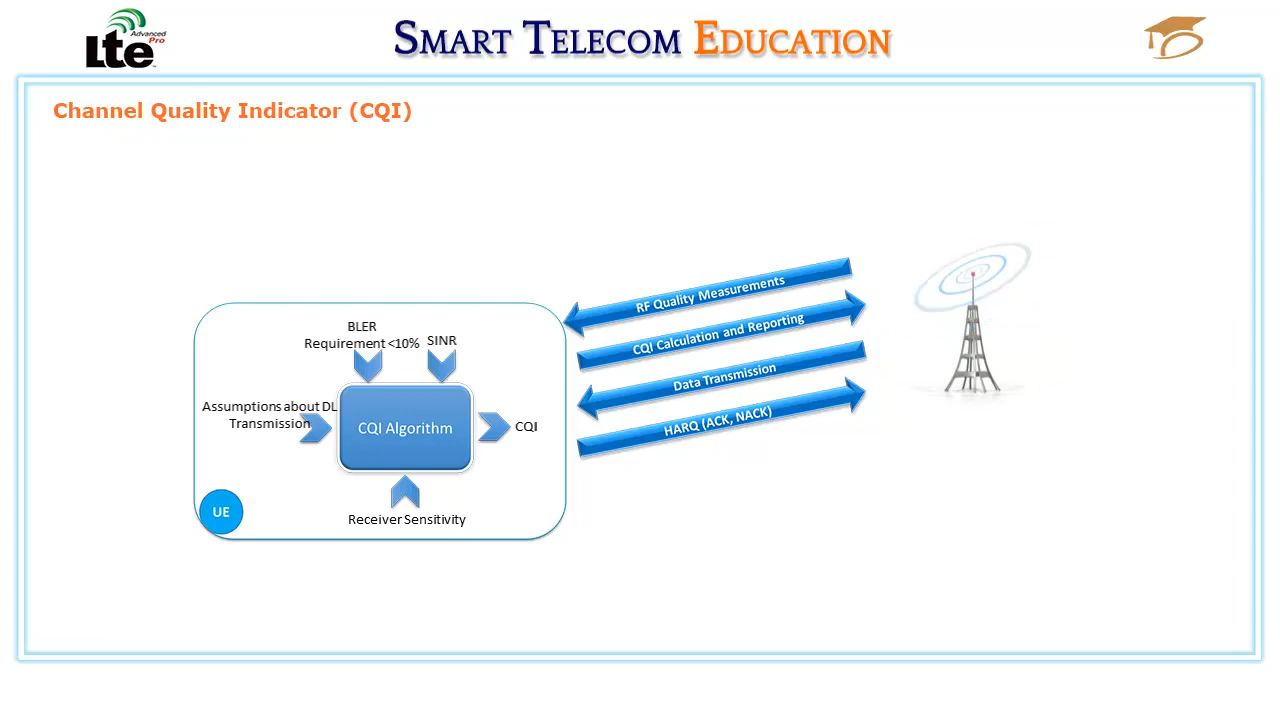 LTE
Advanced
Pro
SMART TELECOM EDUCATION
Channel Quality Indicator (CQI)
BLER
Requirement <10%
SINR
Assumptions about DL
Transmission
CQI Algorithm
CQI
Receiver Sensitivity
UE
RF Quality Measurements
CQI Calculation and Reporting
Data Transmission
HARQ (ACK, NACK)